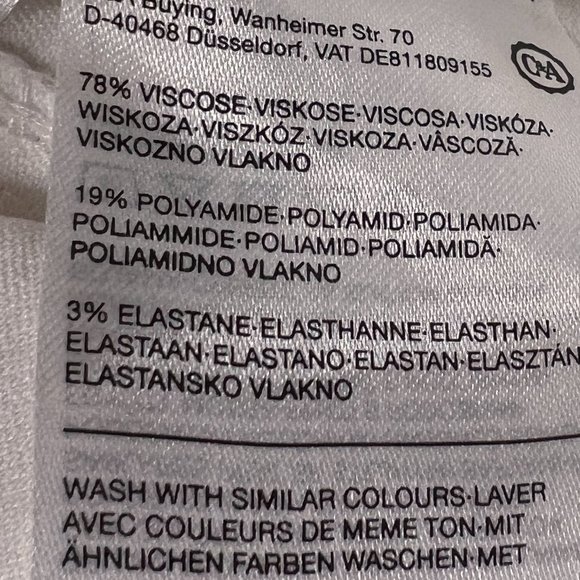 Buying, Wanheimer Str. 70
D-40468 Düsseldorf, VAT DE811809155
C&A
78% VISCOSE·VISKOSE·VISCOSA·VISKÓZA·
WISKOZA·VISZKÓZ·VISKOZA·VÂSCOZĂ·
VISKOZNO VLAKNO
19% POLYAMIDE·POLYAMID·POLIAMIDA·
POLIAMMIDE·POLIAMID·POLIAMIDĂ·
POLIAMIDNO VLAKNO
3% ELASTANE·ELASTHANNE·ELASTHAN·
ELASTAAN·ELASTANO·ELASTAN·ELASZTÁN
ELASTANSKO VLAKNO
WASH WITH SIMILAR COLOURS·LAVER
AVEC COULEURS DE MEME TON·MIT
ÄHNLICHEN FARBEN WASCHEN·MET